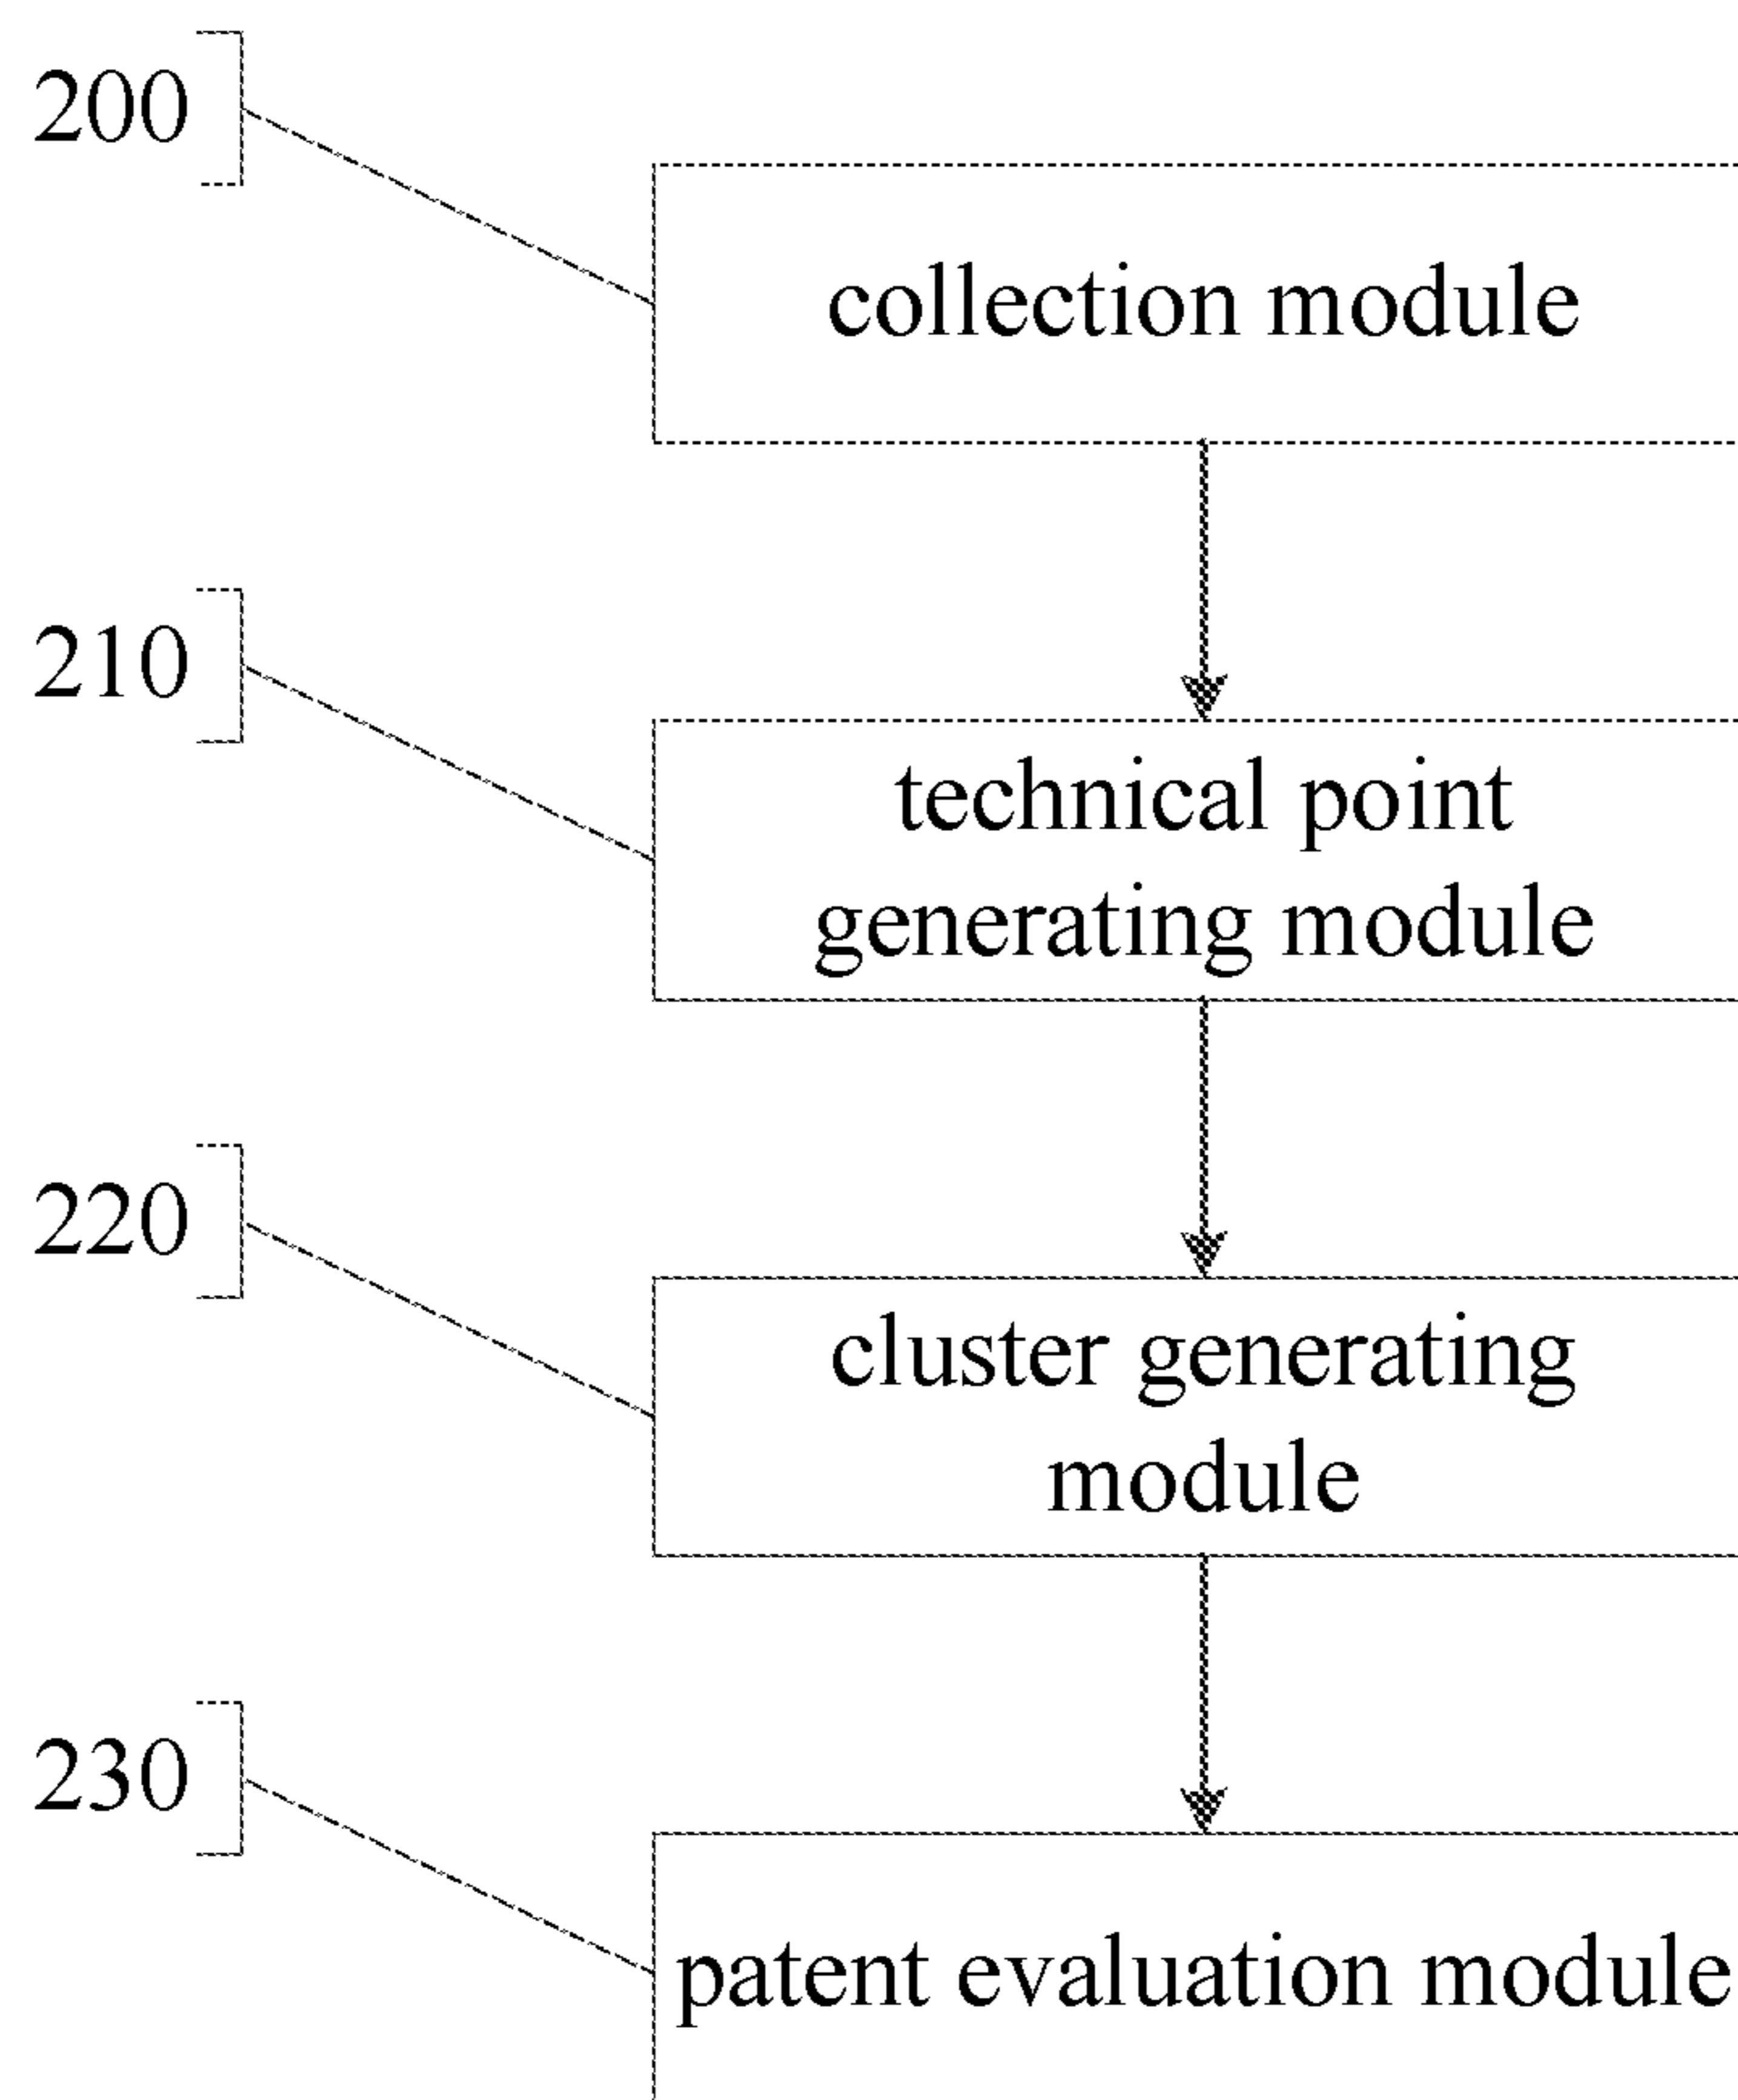 200
collection module
210
technical point
generating module
220
cluster generating
module
230
patent evaluation module